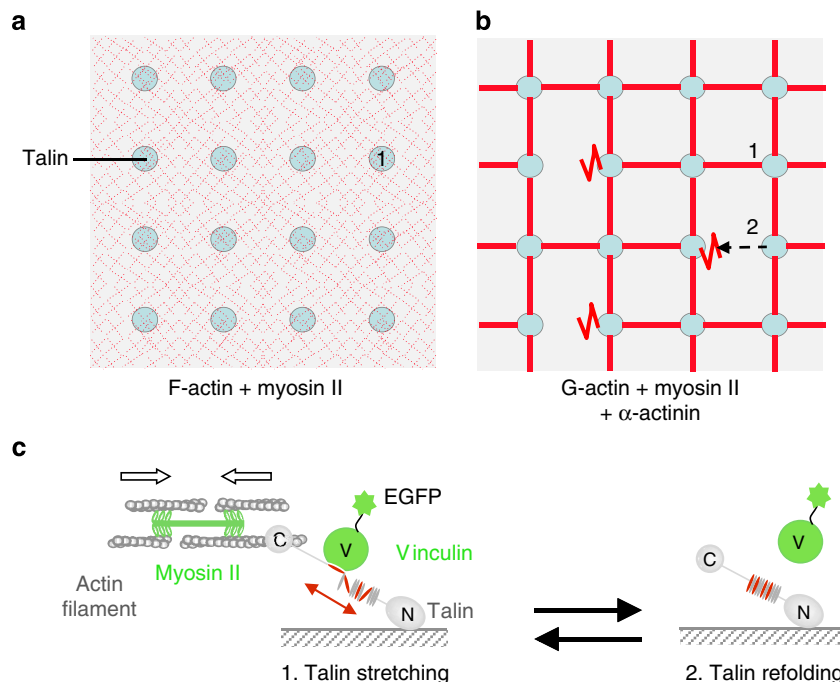 a
b
Talin
1
1
2
F-actin + myosin II
G-actin + myosin II
+ α-actinin
c
EGFP
C
V
Vinculin
Myosin II
Actin
filament
N
Talin
1. Talin stretching
V
C
N
2. Talin refolding